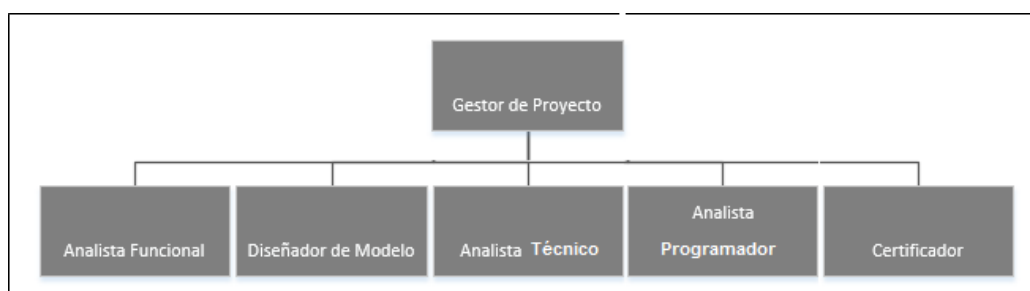 Gestor de Proyecto
Analista Funcional
Diseñador de Modelo
Analista Técnico
Analista
Programador
Certificador